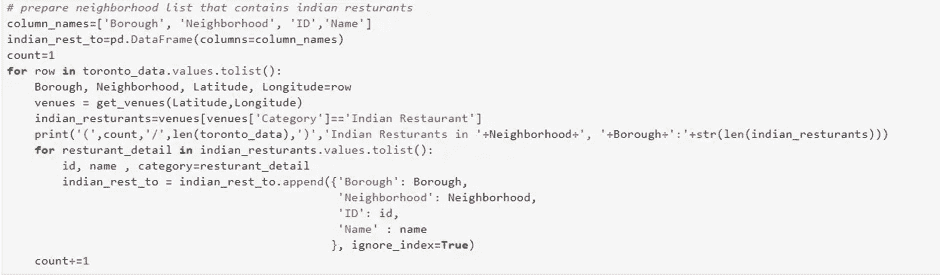 # prepare neighborhood list that contains indian resturants
column_names=['Borough', 'Neighborhood', 'ID','Name']
indian_rest_to=pd.DataFrame(columns=column_names)
count=1
for row in toronto_data.values.tolist():
    Borough, Neighborhood, Latitude, Longitude=row
    venues = get_venues(Latitude,Longitude)
    indian_resturants=venues[venues['Category']=='Indian Restaurant']
    print('(',count,'/',len(toronto_data),')','Indian Resturants in '+Neighborhood+', '+Borough+':'+str(len(indian_resturants)))
    for resturant_detail in indian_resturants.values.tolist():
        id, name , category=resturant_detail
        indian_rest_to = indian_rest_to.append({'Borough': Borough,
                                                'Neighborhood': Neighborhood,
                                                'ID': id,
                                                'Name' : name
                                               }, ignore_index=True)
    count+=1